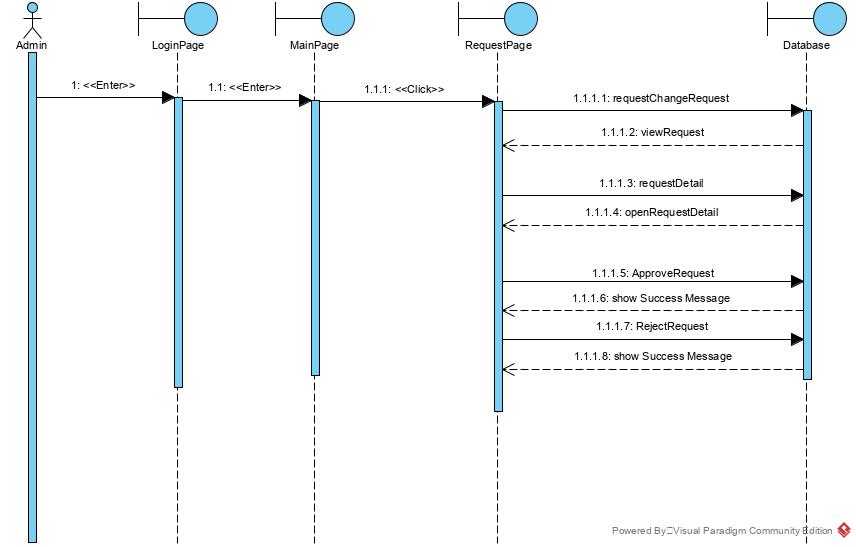 Admin
LoginPage
MainPage
RequestPage
Database
1: <<Enter>>
1.1: <<Enter>>
1.1.1: <<Click>>
1.1.1.1: requestChangeRequest
1.1.1.2: viewRequest
1.1.1.3: requestDetail
1.1.1.4: openRequestDetail
1.1.1.5: ApproveRequest
1.1.1.6: show Success Message
1.1.1.7: RejectRequest
1.1.1.8: show Success Message
Powered By Visual Paradigm Community Edition